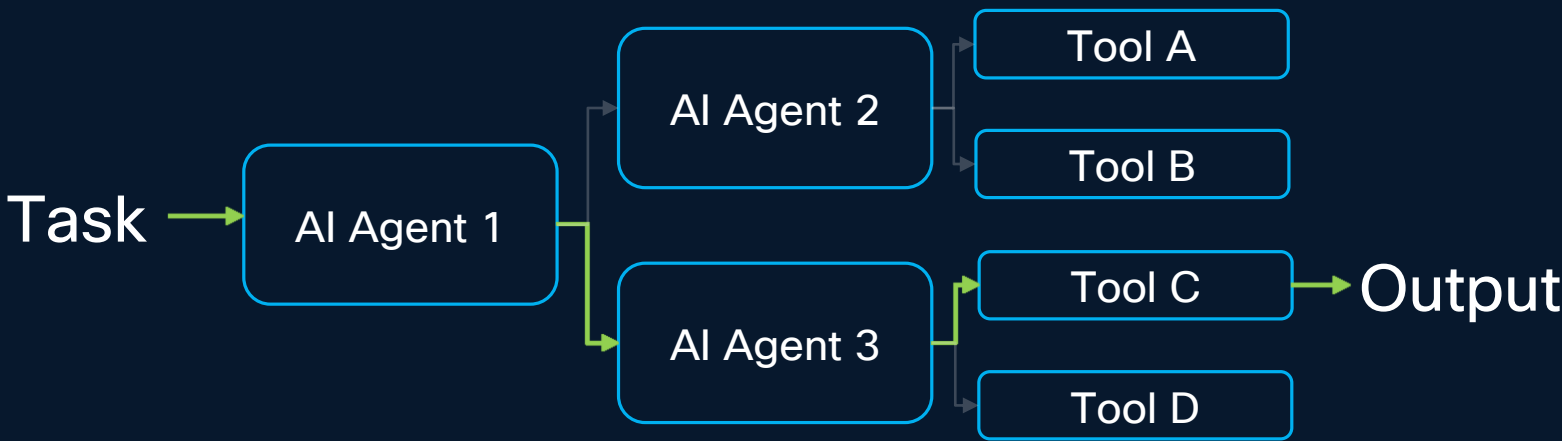 Task
AI Agent 1
AI Agent 2
AI Agent 3
Tool A
Tool B
Tool C
Tool D
Output